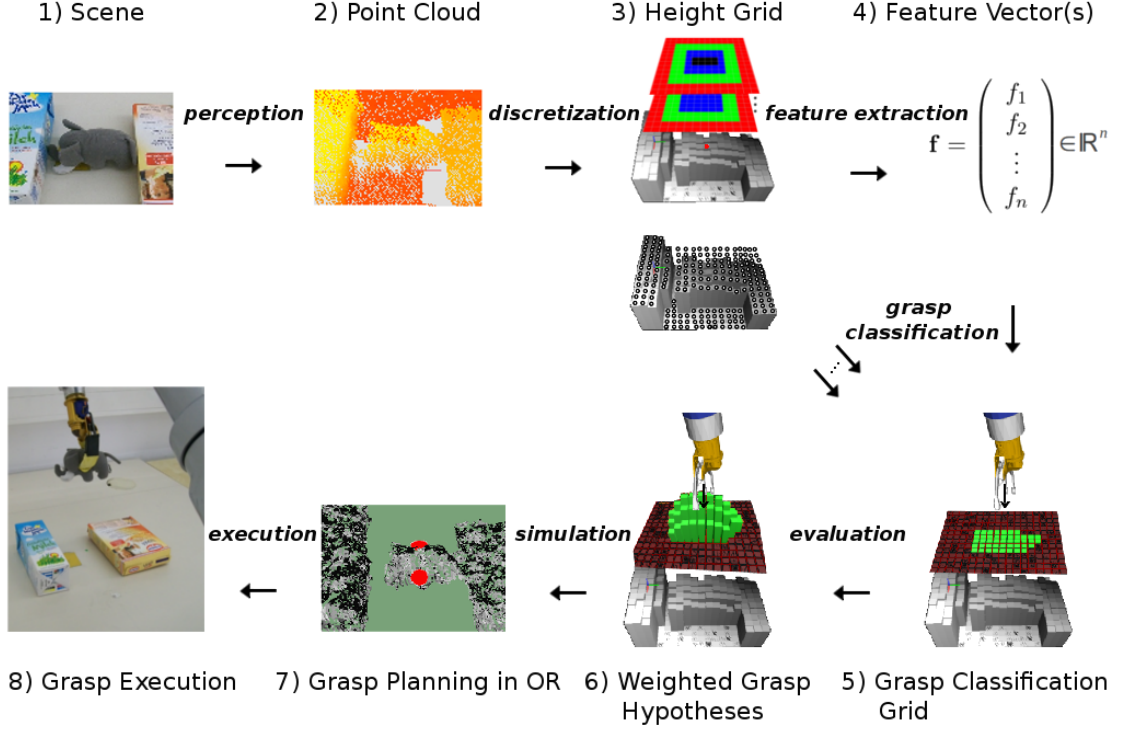 1) Scene
2) Point Cloud
3) Height Grid
4) Feature Vector(s)
perception
discretization
feature extraction
f = ( f1 f2 ⋮ fn ) ∈ ℝⁿ
grasp
classification
execution
simulation
evaluation
8) Grasp Execution
7) Grasp Planning in OR
6) Weighted Grasp
Hypotheses
5) Grasp Classification
Grid